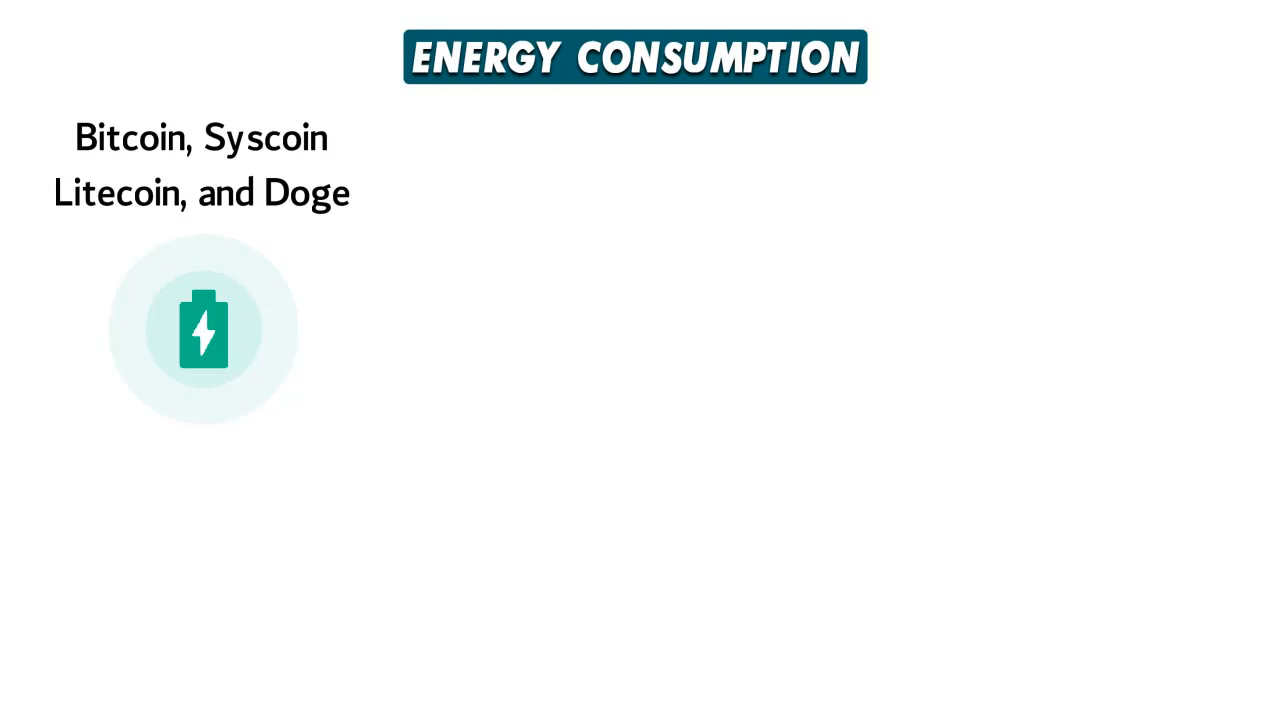 ENERGY CONSUMPTION
Bitcoin, Syscoin
Litecoin, and Doge